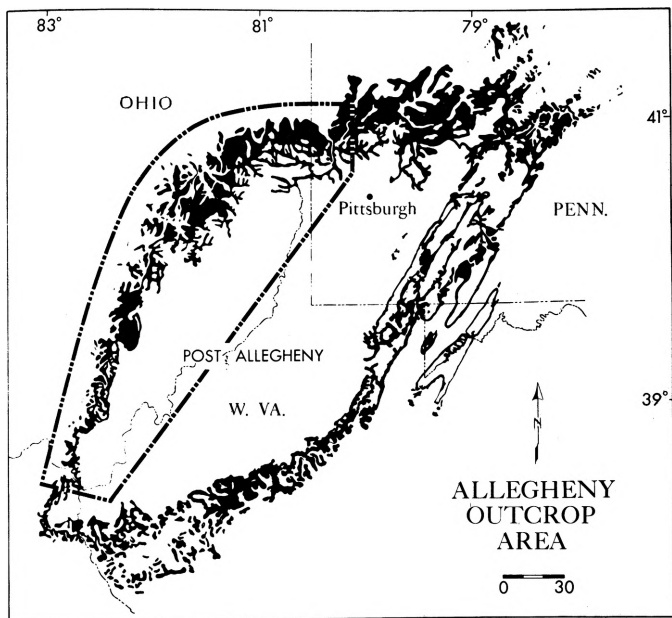 83° 81° 79°
OHIO
41°
Pittsburgh
PENN.
POST ALLEGHENY
W. VA.
39°
N
ALLEGHENY
OUTCROP
AREA
0 30